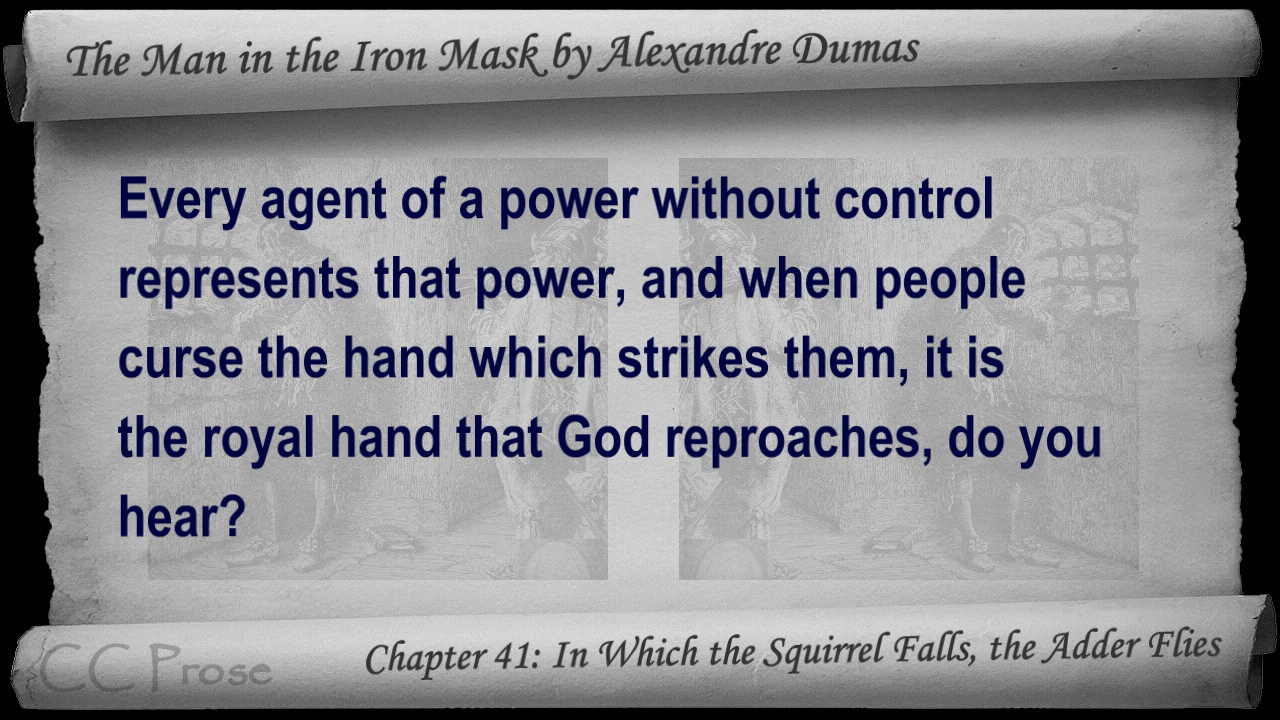 The Man in the Iron Mask by Alexandre Dumas
Every agent of a power without control
represents that power, and when people
curse the hand which strikes them, it is
the royal hand that God reproaches, do you
hear?
CC Prose
Chapter 41: In Which the Squirrel Falls, the Adder Flies